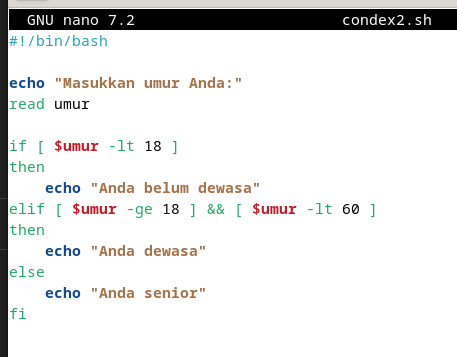 GNU nano 7.2 condex2.sh
#!/bin/bash
echo "Masukkan umur Anda:"
read umur
if [ $umur -lt 18 ]
then
    echo "Anda belum dewasa"
elif [ $umur -ge 18 ] && [ $umur -lt 60 ]
then
    echo "Anda dewasa"
else
    echo "Anda senior"
fi